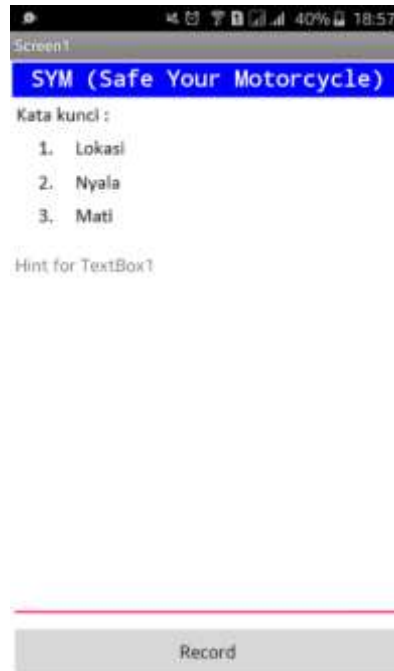 40% 18:57
Screen1
SYM (Safe Your Motorcycle)
Kata kunci :
1. Lokasi
2. Nyala
3. Mati
Hint for TextBox1
Record